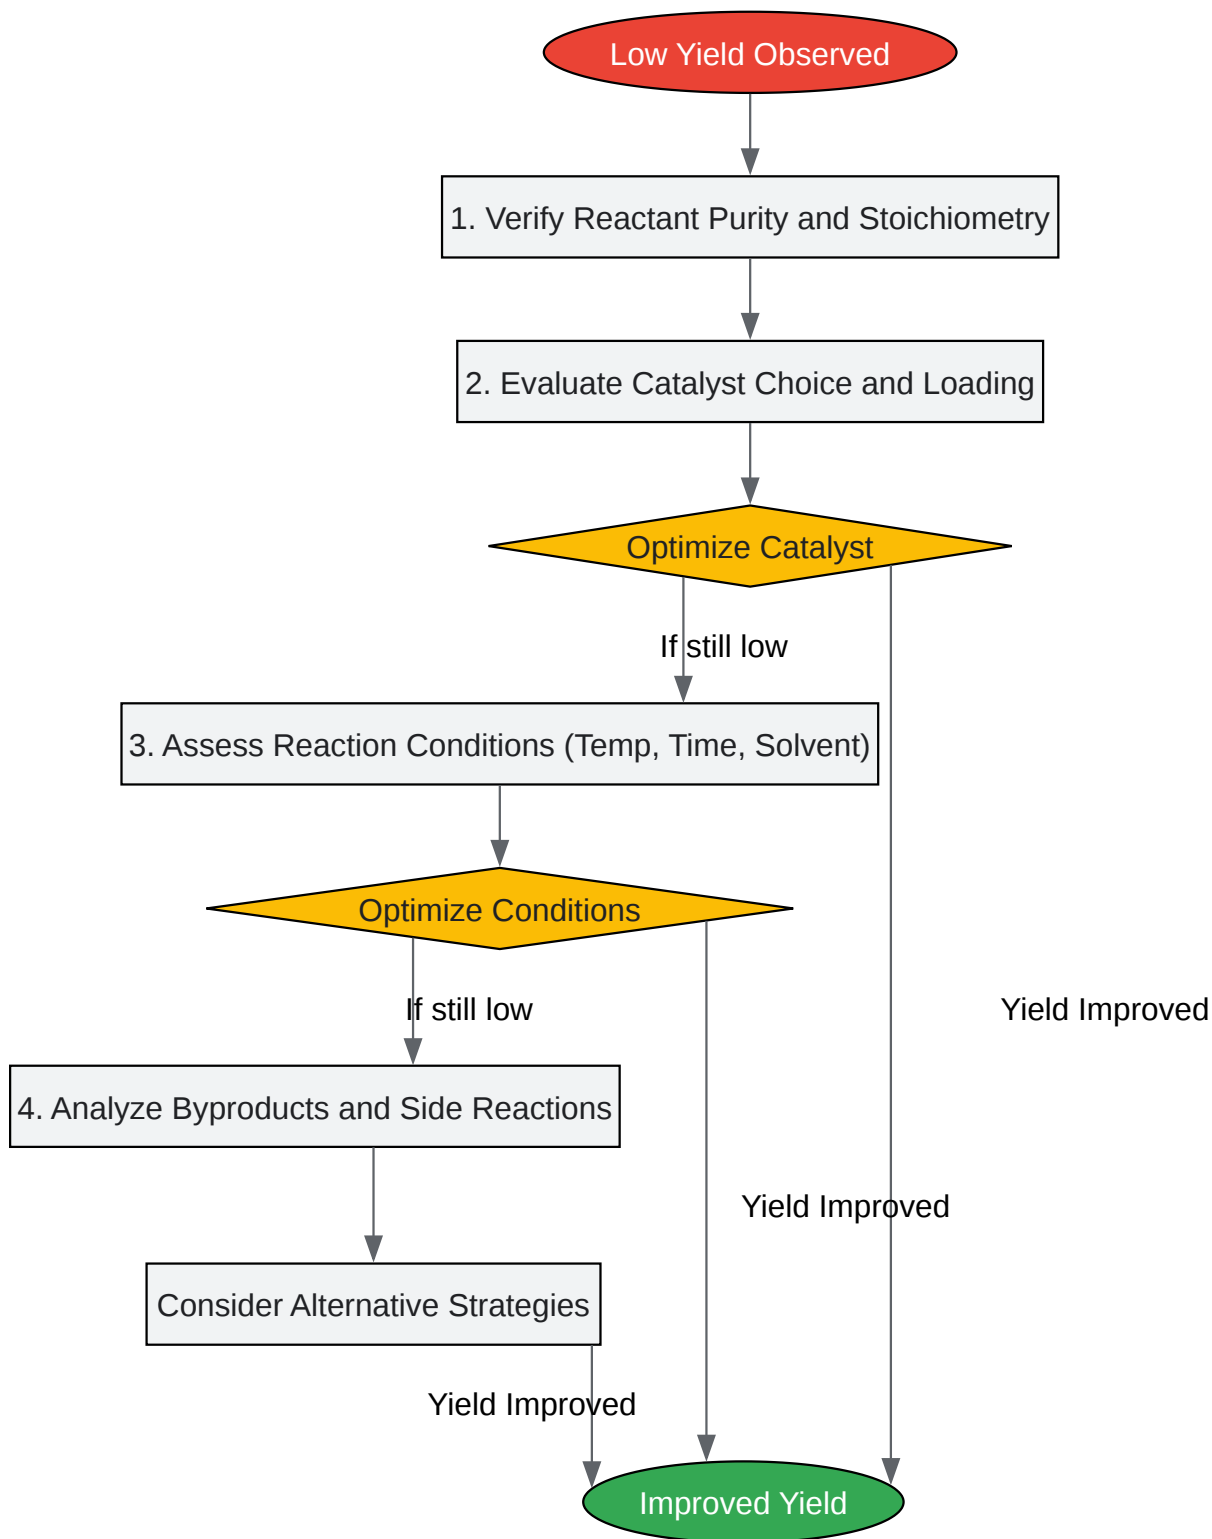 Low Yield Observed
1. Verify Reactant Purity and Stoichiometry
2. Evaluate Catalyst Choice and Loading
Optimize Catalyst
If still low
3. Assess Reaction Conditions (Temp, Time, Solvent)
Optimize Conditions
If still low
Yield Improved
4. Analyze Byproducts and Side Reactions
Yield Improved
Consider Alternative Strategies
Yield Improved
Improved Yield